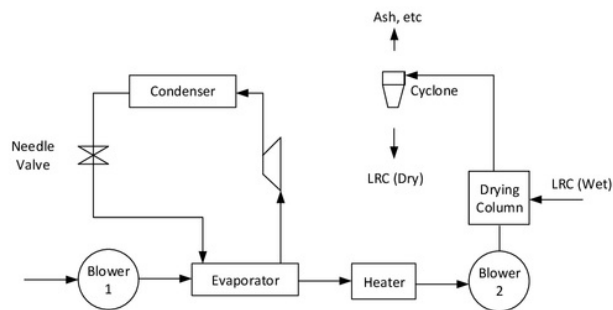 Ash, etc
Condenser
Cyclone
Needle
Valve
LRC (Dry)
Drying
Column
LRC (Wet)
Blower
1
Evaporator
Heater
Blower
2